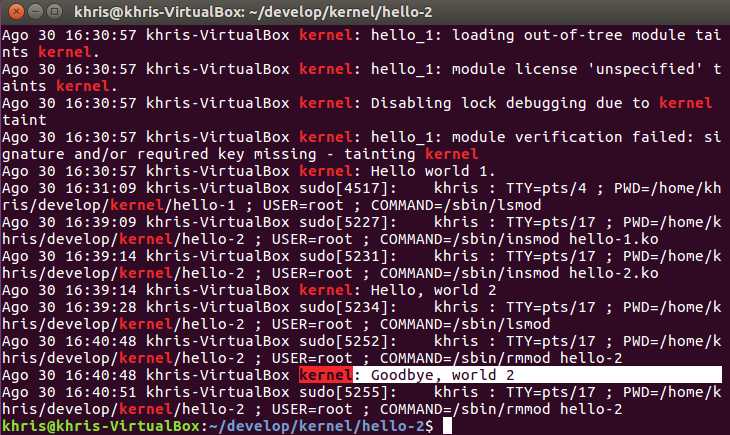 khris@khris-VirtualBox: ~/develop/kernel/hello-2
Ago 30 16:30:57 khris-VirtualBox kernel: hello_1: loading out-of-tree module tai
nts kernel.
Ago 30 16:30:57 khris-VirtualBox kernel: hello_1: module license 'unspecified' t
aints kernel.
Ago 30 16:30:57 khris-VirtualBox kernel: Disabling lock debugging due to kernel
taint
Ago 30 16:30:57 khris-VirtualBox kernel: hello_1: module verification failed: si
gnature and/or required key missing - tainting kernel
Ago 30 16:30:57 khris-VirtualBox kernel: Hello world 1.
Ago 30 16:31:09 khris-VirtualBox sudo[4517]:    khris : TTY=pts/4 ; PWD=/home/kh
ris/develop/kernel/hello-1 ; USER=root ; COMMAND=/sbin/lsmod
Ago 30 16:39:09 khris-VirtualBox sudo[5227]:    khris : TTY=pts/17 ; PWD=/home/k
hris/develop/kernel/hello-2 ; USER=root ; COMMAND=/sbin/insmod hello-1.ko
Ago 30 16:39:14 khris-VirtualBox sudo[5231]:    khris : TTY=pts/17 ; PWD=/home/k
hris/develop/kernel/hello-2 ; USER=root ; COMMAND=/sbin/insmod hello-2.ko
Ago 30 16:39:14 khris-VirtualBox kernel: Hello, world 2
Ago 30 16:39:28 khris-VirtualBox sudo[5234]:    khris : TTY=pts/17 ; PWD=/home/k
hris/develop/kernel/hello-2 ; USER=root ; COMMAND=/sbin/lsmod
Ago 30 16:40:48 khris-VirtualBox sudo[5252]:    khris : TTY=pts/17 ; PWD=/home/k
hris/develop/kernel/hello-2 ; USER=root ; COMMAND=/sbin/rmmod hello-2
Ago 30 16:40:48 khris-VirtualBox kernel: Goodbye, world 2
Ago 30 16:40:51 khris-VirtualBox sudo[5255]:    khris : TTY=pts/17 ; PWD=/home/k
hris/develop/kernel/hello-2 ; USER=root ; COMMAND=/sbin/rmmod hello-2
khris@khris-VirtualBox:~/develop/kernel/hello-2$